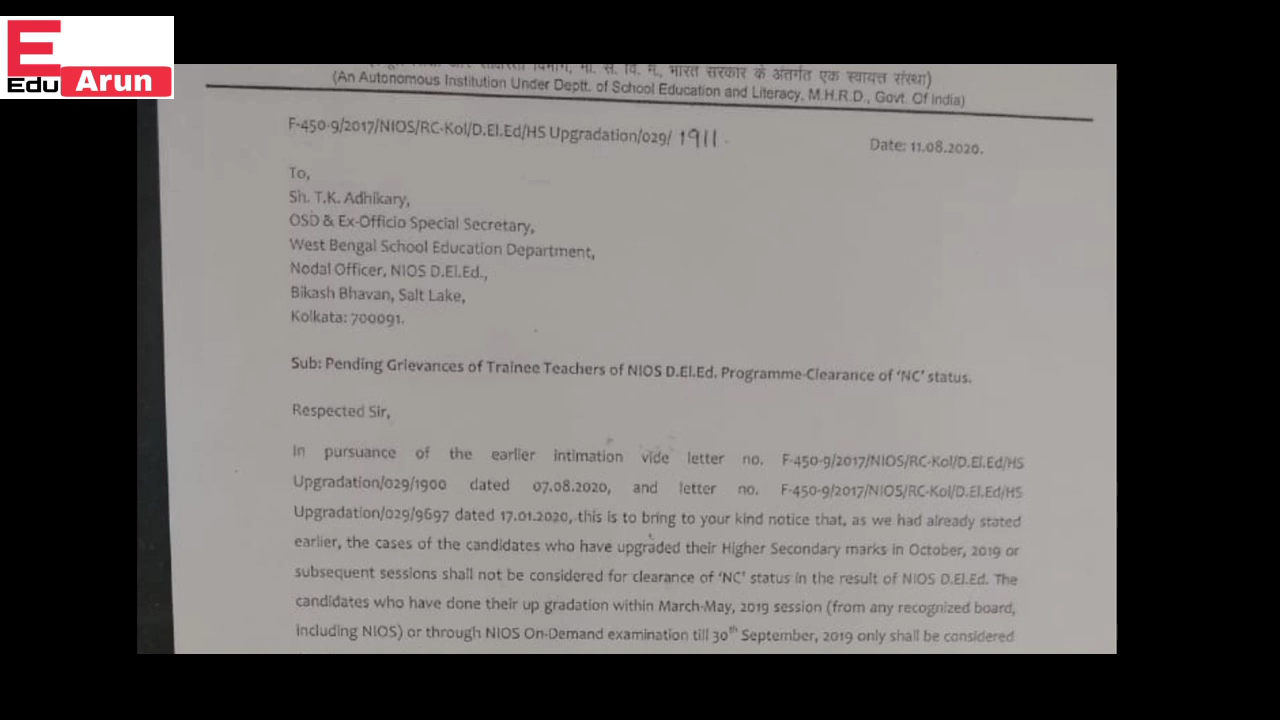 E
Edu Arun
विभाग, मा. सं. वि. मं., भारत सरकार के अंतर्गत एक स्वायत्त संस्था)
(An Autonomous Institution Under Deptt. of School Education and Literacy, M.H.R.D., Govt. Of India)
F-450-9/2017/NIOS/RC-Kol/D.El.Ed/HS Upgradation/029/ 1911.
Date: 11.08.2020.
To,
Sh. T.K. Adhikary,
OSD & Ex-Officio Special Secretary,
West Bengal School Education Department,
Nodal Officer, NIOS D.El.Ed.,
Bikash Bhavan, Salt Lake,
Kolkata: 700091.
Sub: Pending Grievances of Trainee Teachers of NIOS D.El.Ed. Programme-Clearance of 'NC' status.
Respected Sir,
In pursuance of the earlier intimation vide letter no. F-450-9/2017/NIOS/RC-Kol/D.El.Ed/HS
Upgradation/029/1900 dated 07.08.2020, and letter no. F-450-9/2017/NIOS/RC-Kol/D.El.Ed/HS
Upgradation/029/9697 dated 17.01.2020, this is to bring to your kind notice that, as we had already stated
earlier, the cases of the candidates who have upgraded their Higher Secondary marks in October, 2019 or
subsequent sessions shall not be considered for clearance of 'NC' status in the result of NIOS D.El.Ed. The
candidates who have done their up gradation within March-May, 2019 session (from any recognized board,
including NIOS) or through NIOS On-Demand examination till 30th September, 2019 only shall be considered